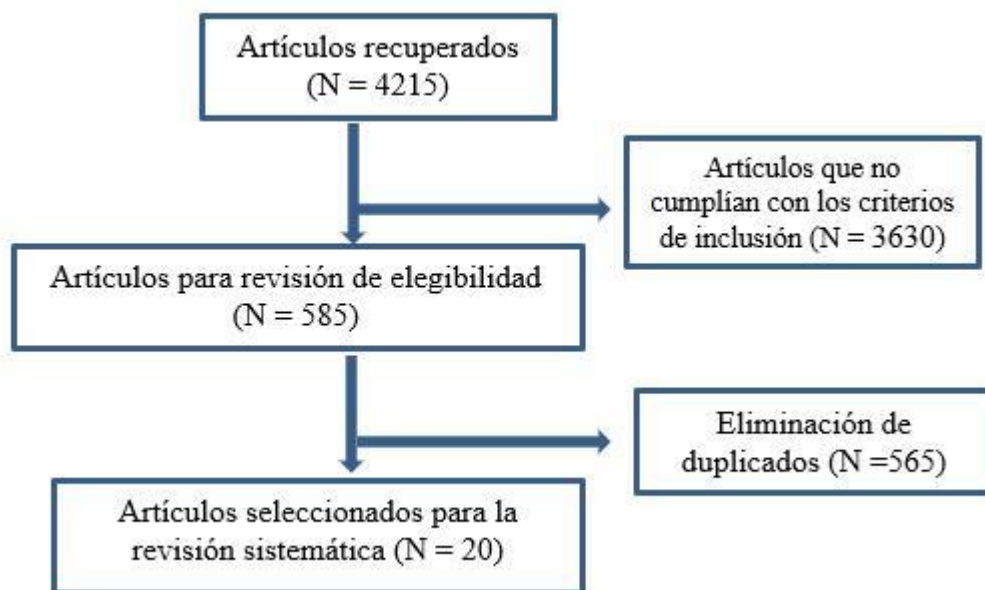 Artículos recuperados
(N = 4215)
Artículos que no
cumplían con los criterios
de inclusión (N = 3630)
Artículos para revisión de elegibilidad
(N = 585)
Eliminación de
duplicados (N =565)
Artículos seleccionados para la
revisión sistemática (N = 20)